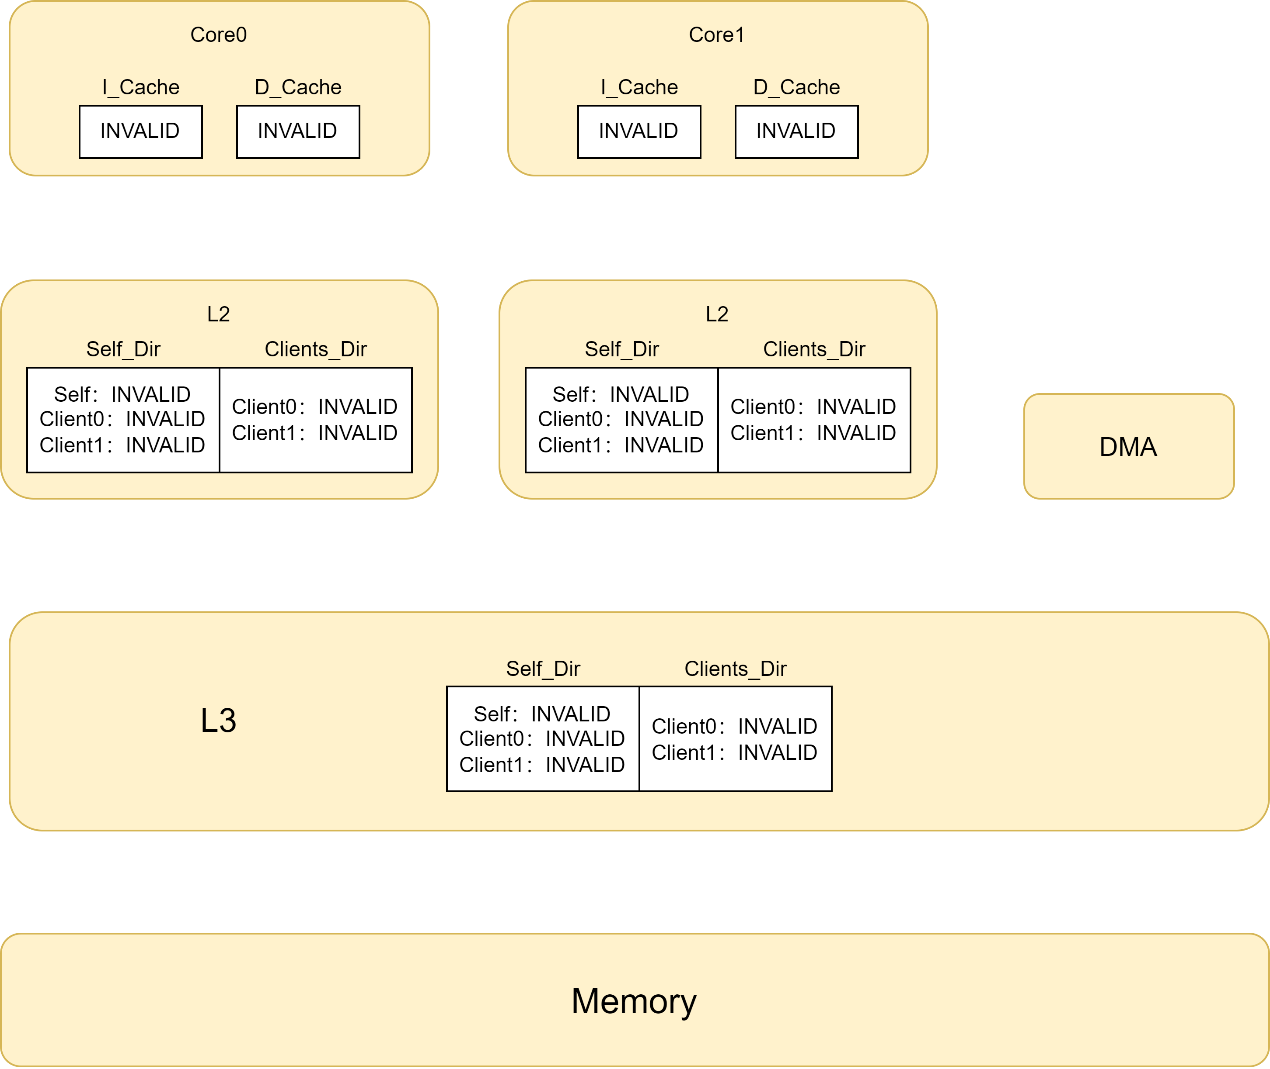 Core0
I_Cache
D_Cache
INVALID
INVALID
Core1
I_Cache
D_Cache
INVALID
INVALID
L2
Self_Dir
Clients_Dir
Self：INVALID
Client0：INVALID
Client1：INVALID
Client0：INVALID
Client1：INVALID
L2
Self_Dir
Clients_Dir
Self：INVALID
Client0：INVALID
Client1：INVALID
Client0：INVALID
Client1：INVALID
DMA
L3
Self_Dir
Clients_Dir
Self：INVALID
Client0：INVALID
Client1：INVALID
Client0：INVALID
Client1：INVALID
Memory